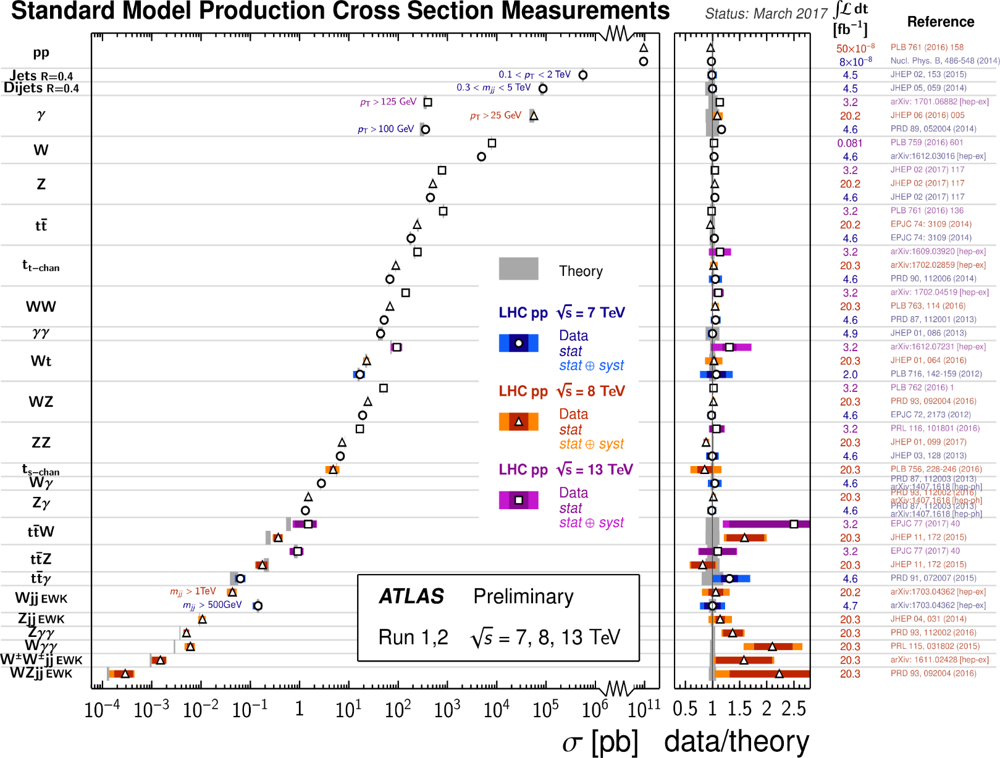 Standard Model Production Cross Section Measurements
Status: March 2017
∫ℒ dt
[fb⁻¹]
Reference
pp
50×10⁻⁸ PLB 761 (2016) 158
8×10⁻⁸ Nucl. Phys. B, 486-548 (2014)
Jets R=0.4 0.1 < pT < 2 TeV 4.5 JHEP 02, 153 (2015)
Dijets R=0.4 0.3 < mjj < 5 TeV 4.5 JHEP 05, 059 (2014)
γ
pT > 125 GeV 3.2 arXiv: 1701.06882 [hep-ex]
pT > 25 GeV 20.2 JHEP 06 (2016) 005
pT > 100 GeV 4.6 PRD 89, 052004 (2014)
W
0.081 PLB 759 (2016) 601
4.6 arXiv:1612.03016 [hep-ex]
Z
3.2 JHEP 02 (2017) 117
20.2 JHEP 02 (2017) 117
4.6 JHEP 02 (2017) 117
tt̄
3.2 PLB 761 (2016) 136
20.2 EPJC 74: 3109 (2014)
4.6 EPJC 74: 3109 (2014)
tt−chan
3.2 arXiv:1609.03920 [hep-ex]
20.3 arXiv:1702.02859 [hep-ex]
4.6 PRD 90, 112006 (2014)
WW
3.2 arXiv: 1702.04519 [hep-ex]
20.3 PLB 763, 114 (2016)
4.6 PRD 87, 112001 (2013)
γγ 4.9 JHEP 01, 086 (2013)
Wt
3.2 arXiv:1612.07231 [hep-ex]
20.3 JHEP 01, 064 (2016)
2.0 PLB 716, 142-159 (2012)
WZ
3.2 PLB 762 (2016) 1
20.3 PRD 93, 092004 (2016)
4.6 EPJC 72, 2173 (2012)
ZZ
3.2 PRL 116, 101801 (2016)
20.3 JHEP 01, 099 (2017)
4.6 JHEP 03, 128 (2013)
ts−chan 20.3 PLB 756, 228-246 (2016)
Wγ 4.6 PRD 87, 112003 (2013)
arXiv:1407.1618 [hep-ph]
Zγ
20.3 PRD 93, 112002 (2016)
arXiv:1407.1618 [hep-ph]
4.6 PRD 87, 112003 (2013)
arXiv:1407.1618 [hep-ph]
tt̄W
3.2 EPJC 77 (2017) 40
20.3 JHEP 11, 172 (2015)
tt̄Z
3.2 EPJC 77 (2017) 40
20.3 JHEP 11, 172 (2015)
tt̄γ 4.6 PRD 91, 072007 (2015)
Wjj EWK
mjj > 1TeV 20.2 arXiv:1703.04362 [hep-ex]
mjj > 500GeV 4.7 arXiv:1703.04362 [hep-ex]
Zjj EWK 20.3 JHEP 04, 031 (2014)
Zγγ 20.3 PRD 93, 112002 (2016)
Wγγ 20.3 PRL 115, 031802 (2015)
W±W±jj EWK 20.3 arXiv: 1611.02428 [hep-ex]
WZjj EWK 20.3 PRD 93, 092004 (2016)
Theory
LHC pp √s = 7 TeV
Data
stat
stat ⊕ syst
LHC pp √s = 8 TeV
Data
stat
stat ⊕ syst
LHC pp √s = 13 TeV
Data
stat
stat ⊕ syst
ATLAS Preliminary
Run 1,2 √s = 7, 8, 13 TeV
10⁻⁴ 10⁻³ 10⁻² 10⁻¹ 1 10¹ 10² 10³ 10⁴ 10⁵ 10⁶ 10¹¹
0.5 1 1.5 2 2.5
σ [pb]
data/theory